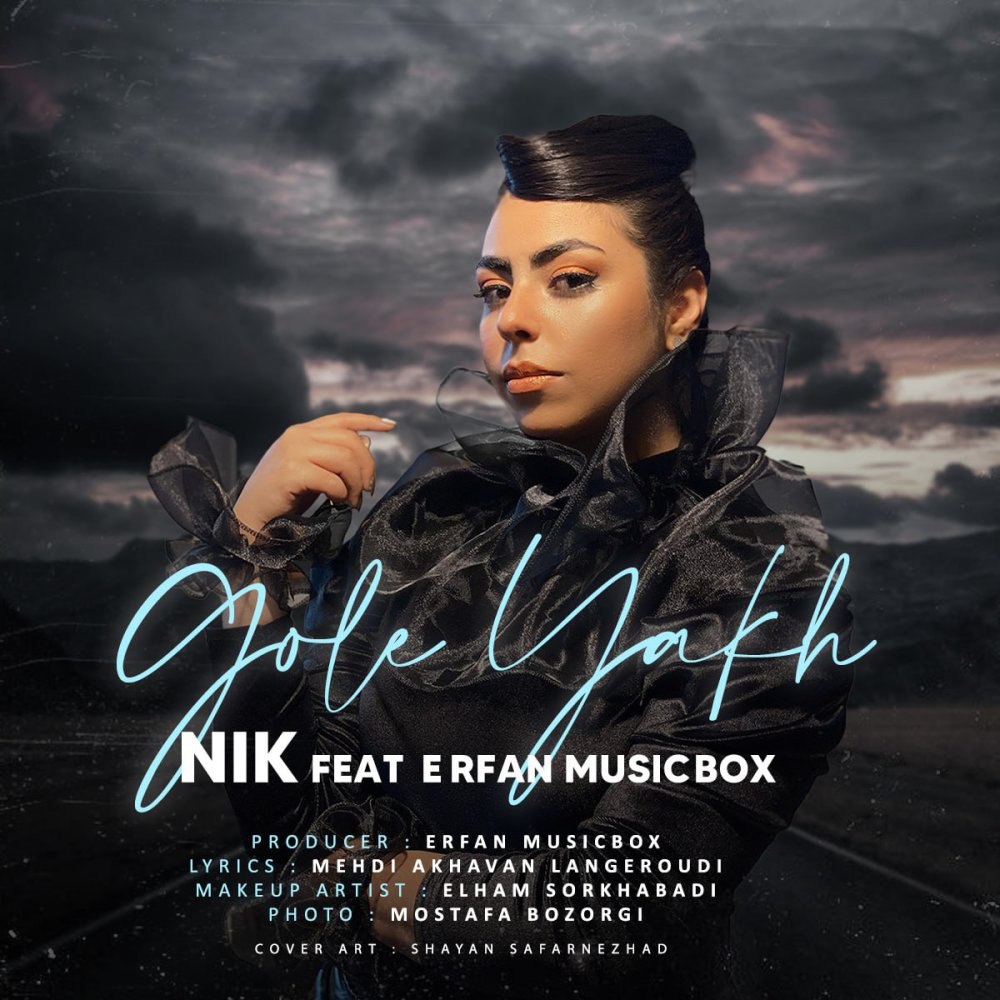 Gole Yakh
NIK FEAT ERFAN MUSICBOX
PRODUCER : ERFAN MUSICBOX
LYRICS : MEHDI AKHAVAN LANGEROUDI
MAKEUP ARTIST : ELHAM SORKHABADI
PHOTO : MOSTAFA BOZORGI
COVER ART : SHAYAN SAFARNEZHAD